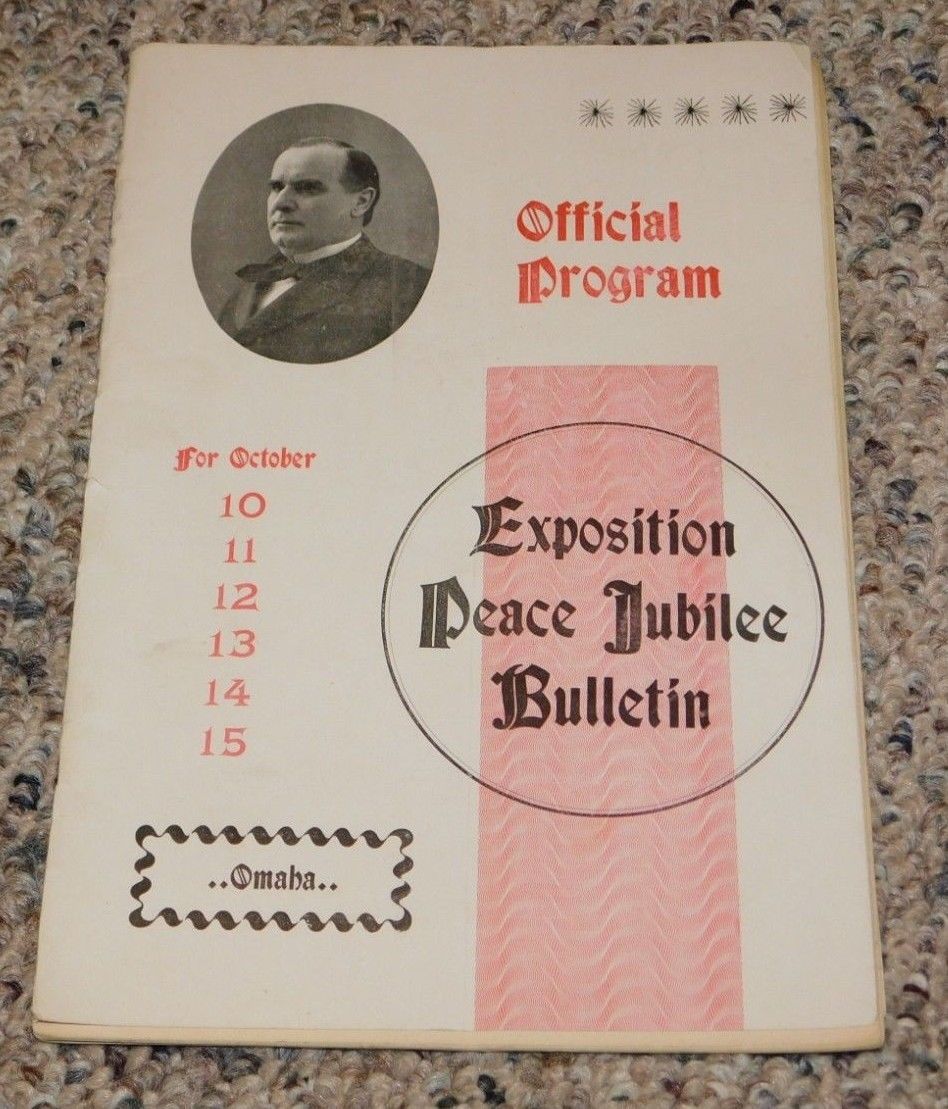 Official
Program
For October
10
11
12
13
14
15
Exposition
Peace Jubilee
Bulletin
..Omaha..